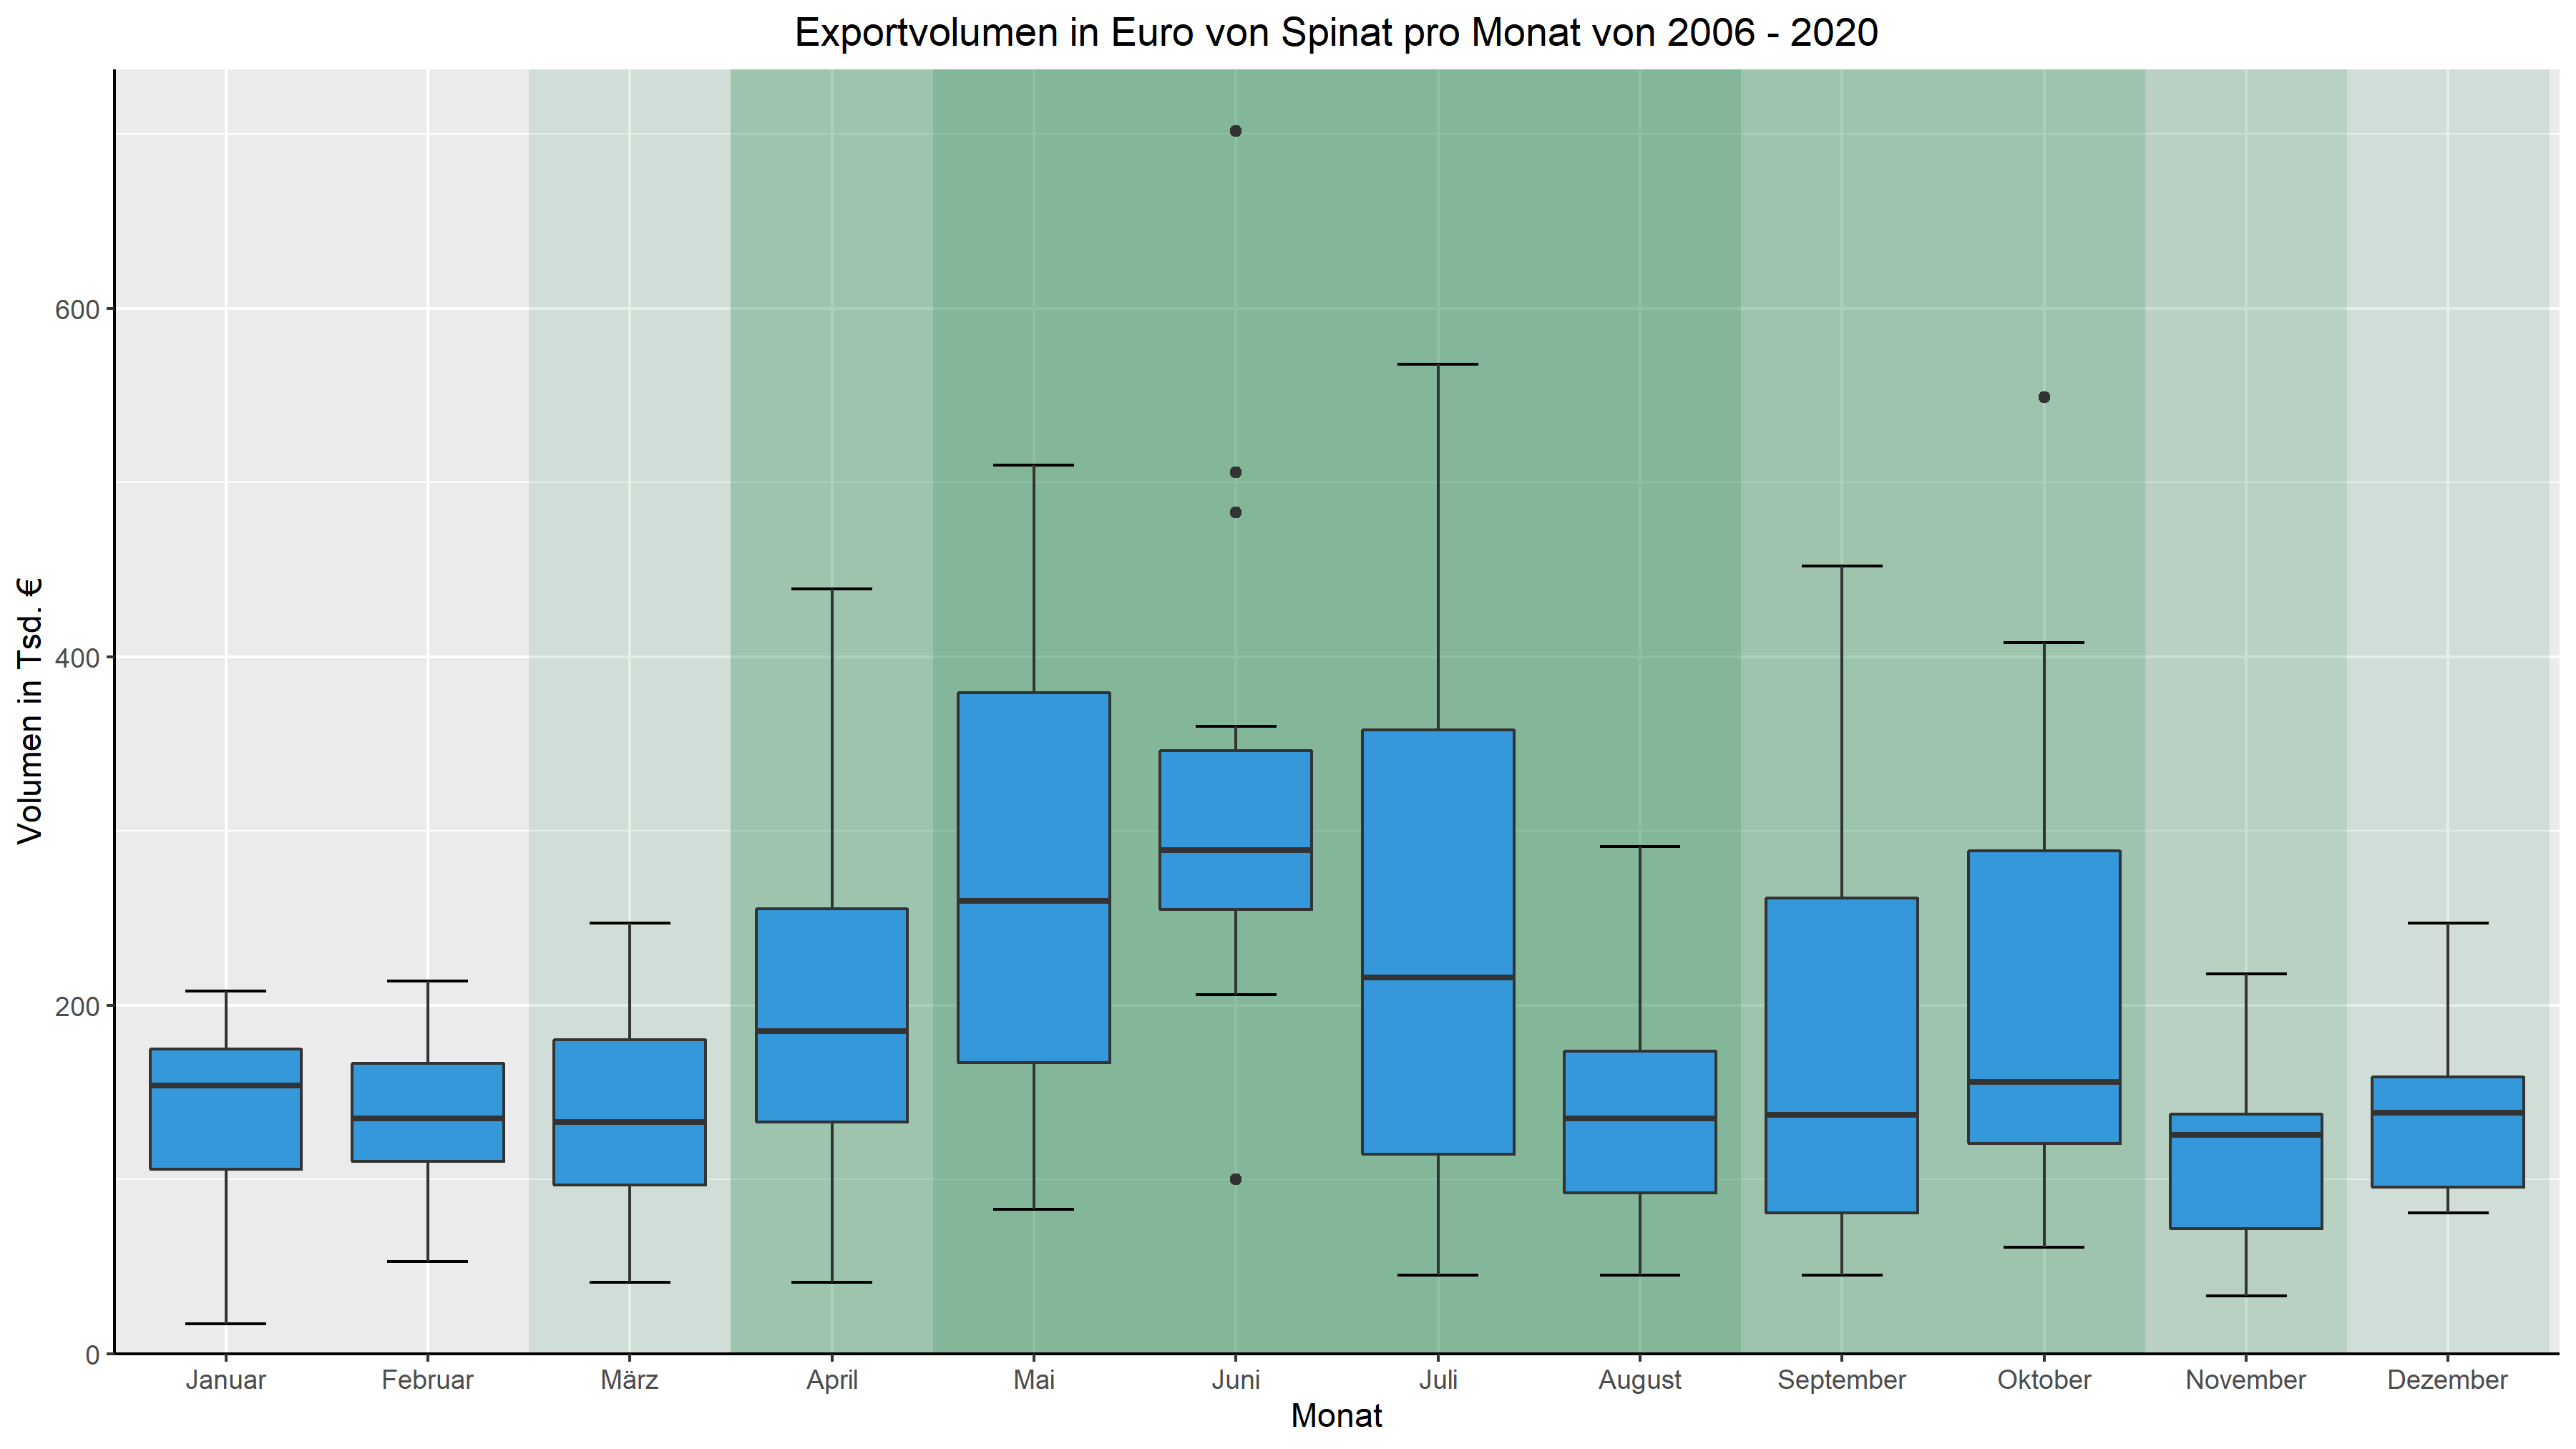 Exportvolumen in Euro von Spinat pro Monat von 2006 - 2020
Volumen in Tsd. €
600
400
200
0
Januar Februar März April Mai Juni Juli August September Oktober November Dezember
Monat